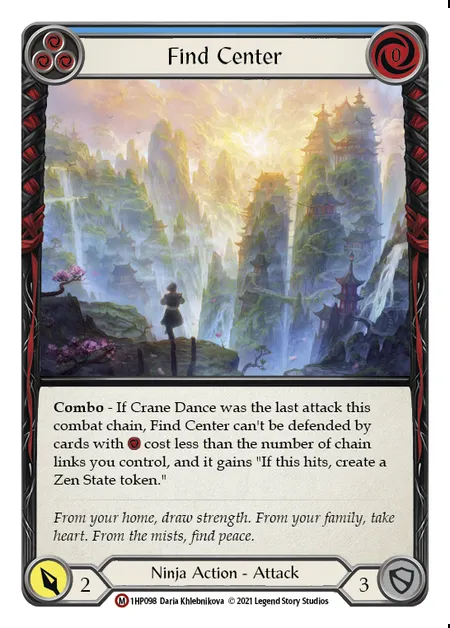 Find Center
0
Combo - If Crane Dance was the last attack this
combat chain, Find Center can't be defended by
cards with cost less than the number of chain
links you control, and it gains "If this hits, create a
Zen State token."
From your home, draw strength. From your family, take
heart. From the mists, find peace.
2
Ninja Action - Attack
3
M 1HP098 Daria Khlebnikova © 2021 Legend Story Studios